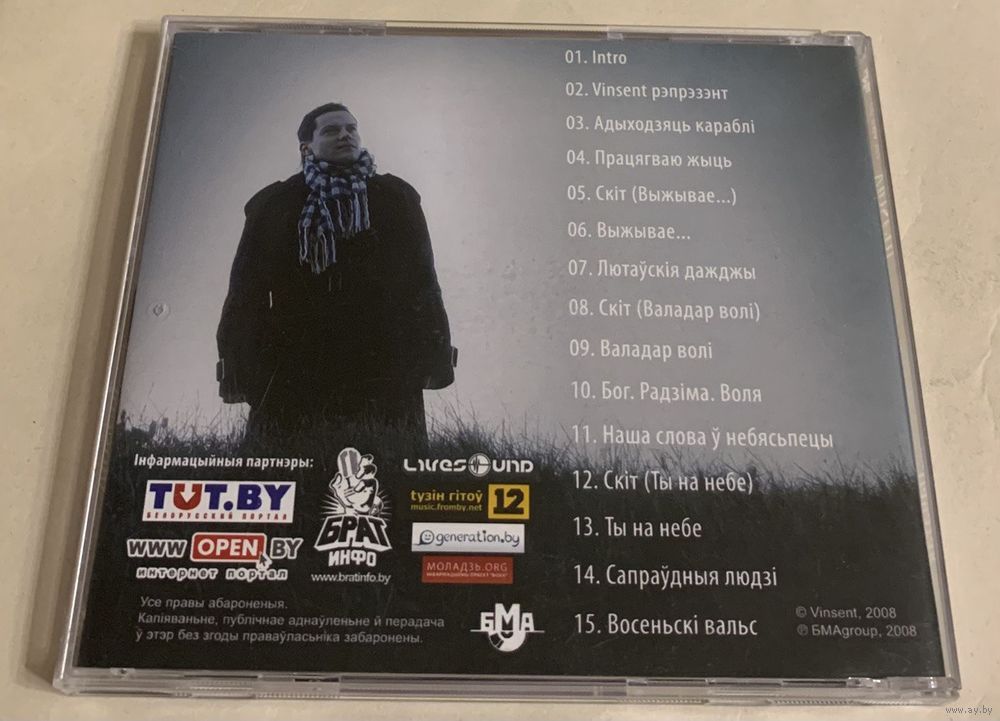 01. Intro
02. Vinsent рэпрэзэнт
03. Адыходзяць караблі
04. Працягваю жыць
05. Скіт (Выжывае...)
06. Выжывае...
07. Лютаўскія дажджы
08. Скіт (Валадар волі)
09. Валадар волі
10. Бог. Радзіма. Воля
11. Наша слова ў небясьпецы
12. Скіт (Ты на небе)
13. Ты на небе
14. Сапраўдныя людзі
15. Восеньскі вальс
Інфармацыйныя партнэры:
TUT.BY
БЕЛОРУССКИЙ ПОРТАЛ
WWW OPEN.BY
интернет портал
БРАТ
ИНФО
www.bratinfo.by
LITRESOUND
тузін гітоў 12
music.fromby.net
generation.by
МОЛАДЗЬ.ORG
Усе правы абароненыя.
Капіяваньне, публічнае аднаўленьне й перадача
ў этэр без згоды праваўласьніка забаронены.
БМА
© Vinsent, 2008
℗ БМАgroup, 2008
www.ay.by